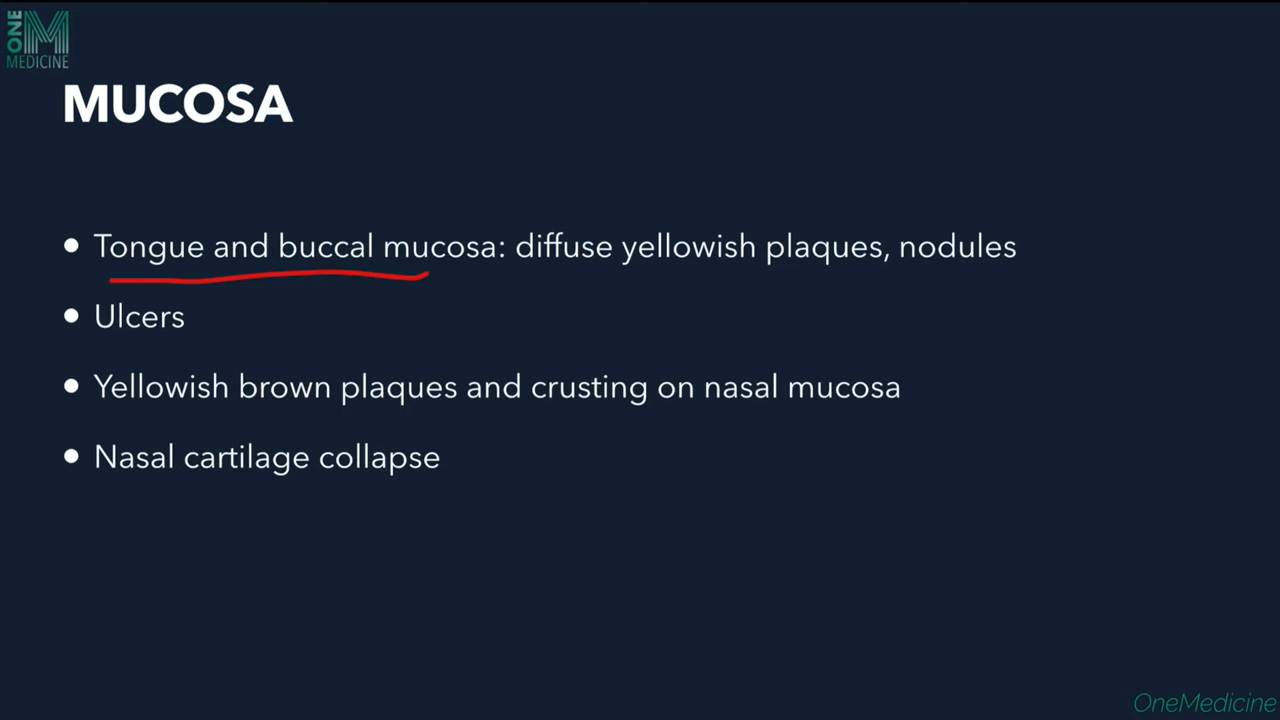 ONE
M
MEDICINE
MUCOSA
• Tongue and buccal mucosa: diffuse yellowish plaques, nodules
• Ulcers
• Yellowish brown plaques and crusting on nasal mucosa
• Nasal cartilage collapse
OneMedicine